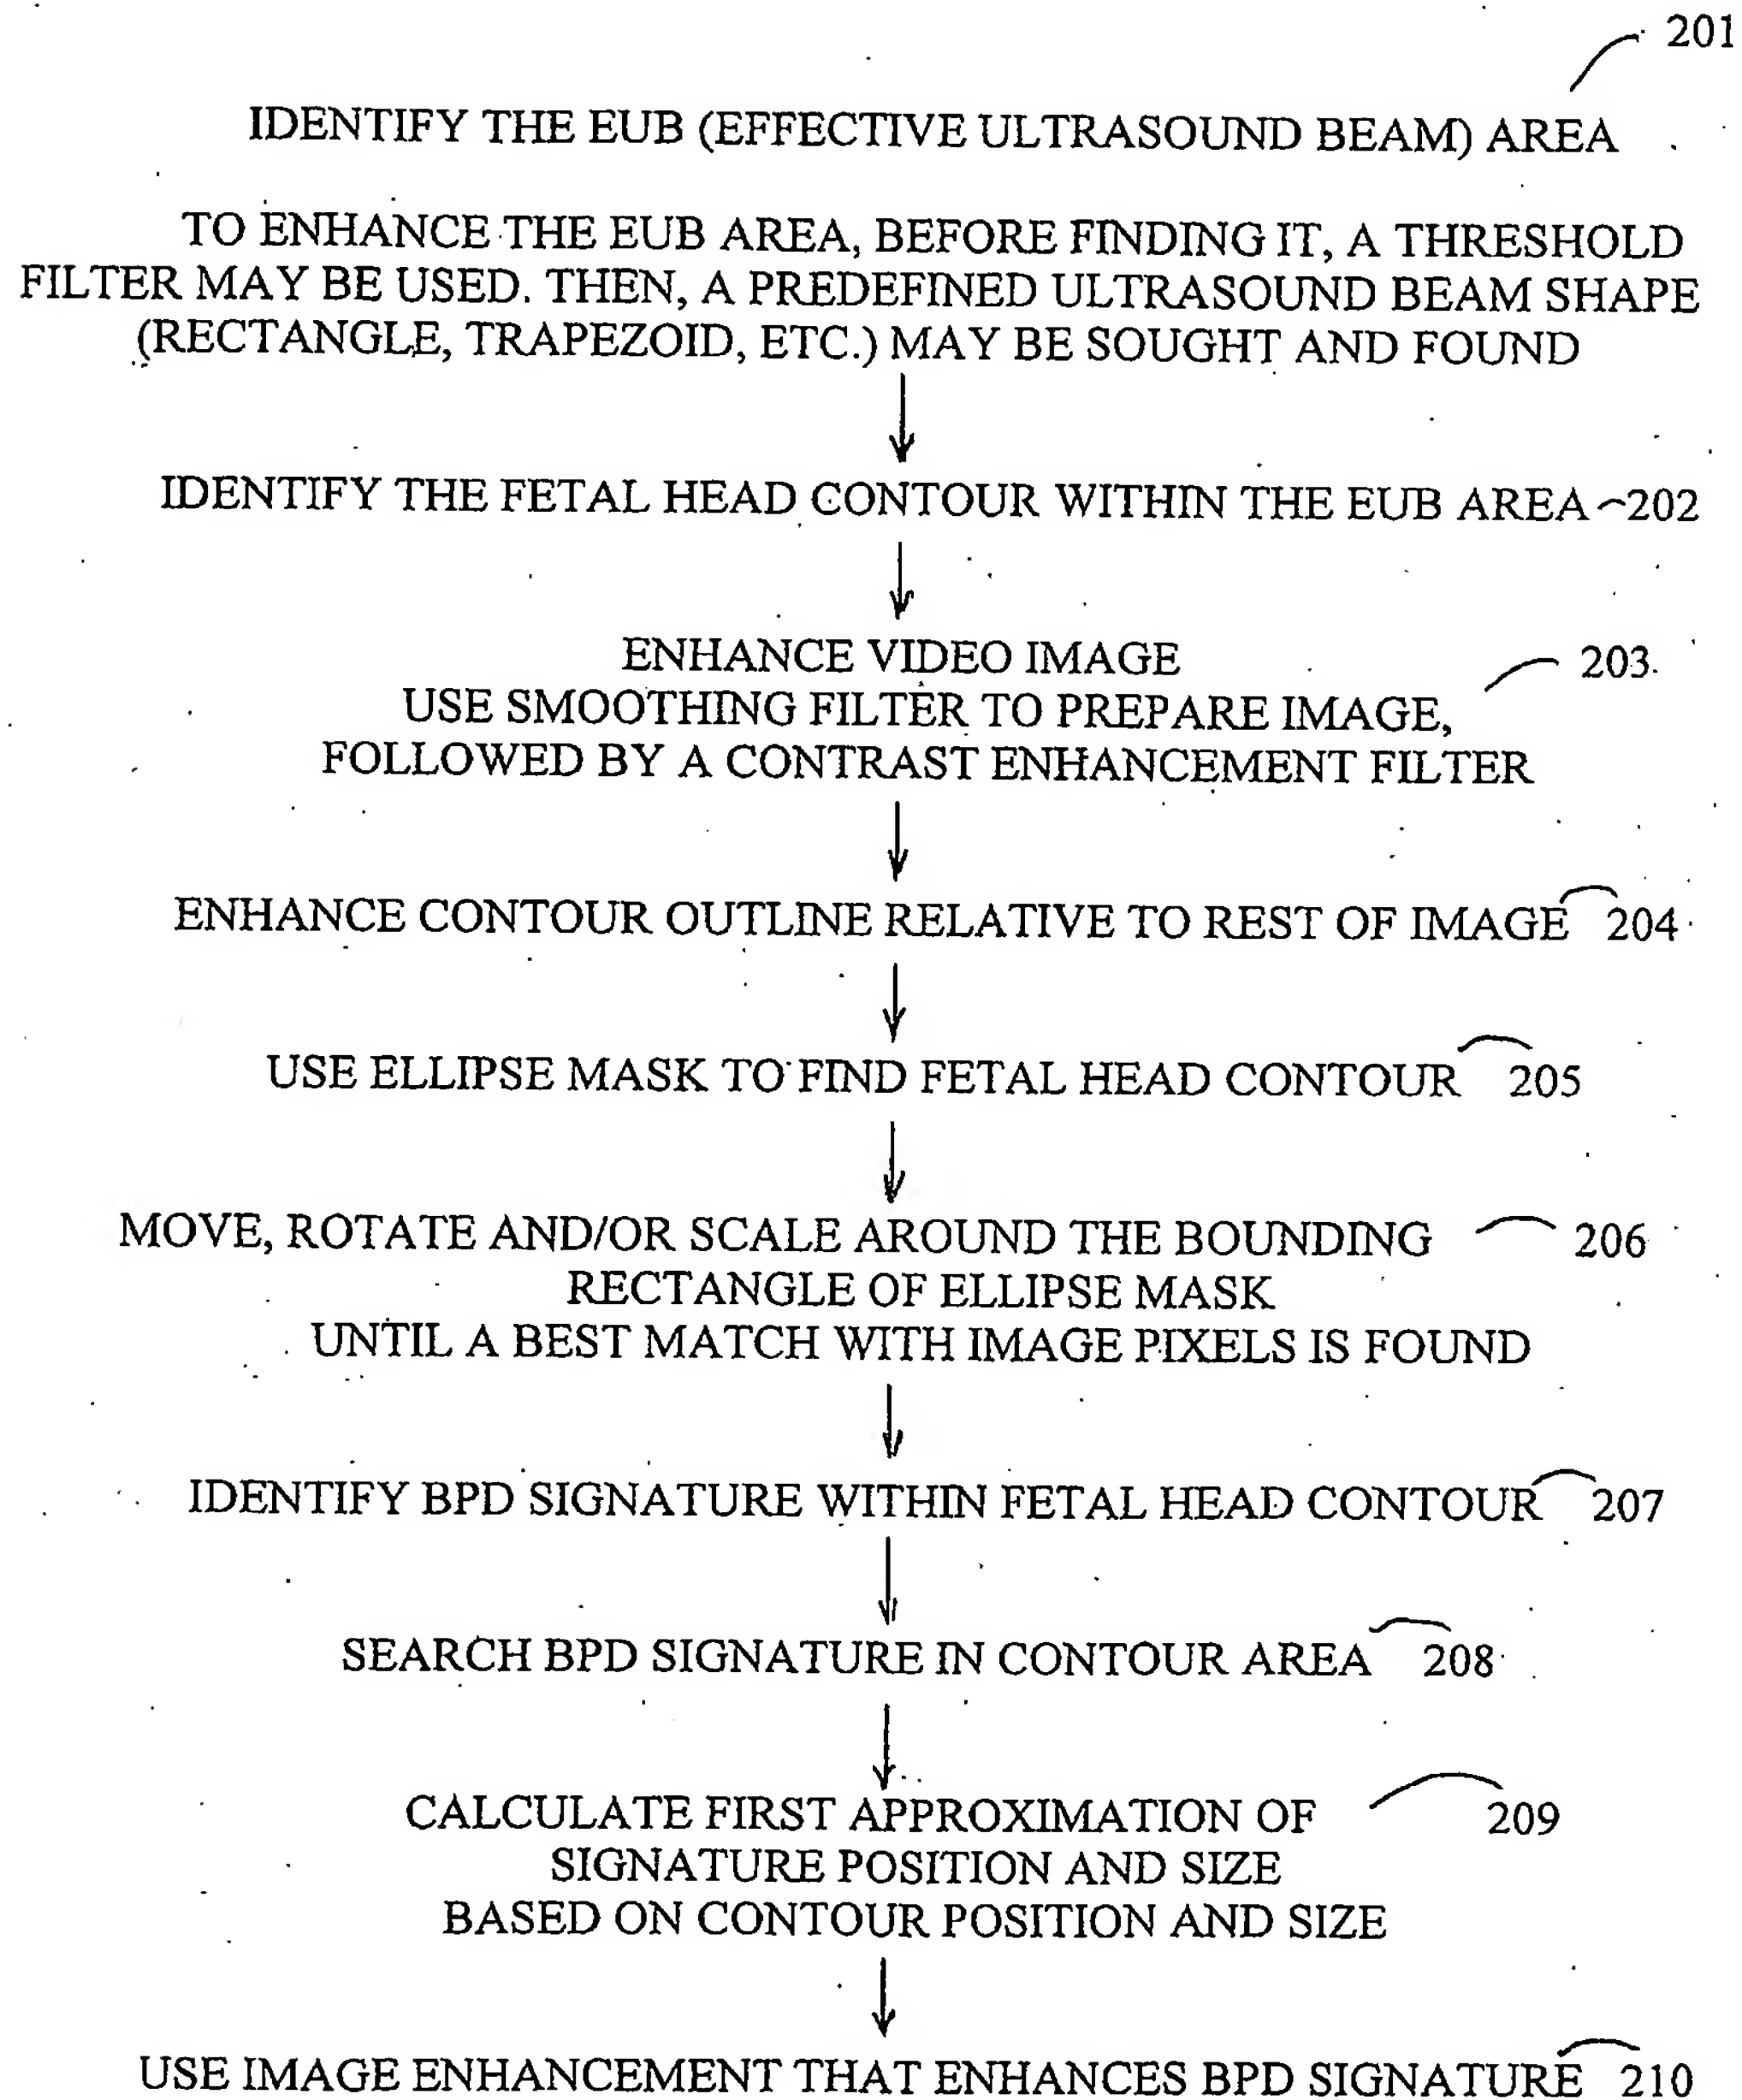 201
IDENTIFY THE EUB (EFFECTIVE ULTRASOUND BEAM) AREA
TO ENHANCE THE EUB AREA, BEFORE FINDING IT, A THRESHOLD
FILTER MAY BE USED. THEN, A PREDEFINED ULTRASOUND BEAM SHAPE
(RECTANGLE, TRAPEZOID, ETC.) MAY BE SOUGHT AND FOUND
IDENTIFY THE FETAL HEAD CONTOUR WITHIN THE EUB AREA ~202
ENHANCE VIDEO IMAGE
203
USE SMOOTHING FILTER TO PREPARE IMAGE,
FOLLOWED BY A CONTRAST ENHANCEMENT FILTER
ENHANCE CONTOUR OUTLINE RELATIVE TO REST OF IMAGE 204
USE ELLIPSE MASK TO FIND FETAL HEAD CONTOUR 205
MOVE, ROTATE AND/OR SCALE AROUND THE BOUNDING 206
RECTANGLE OF ELLIPSE MASK
UNTIL A BEST MATCH WITH IMAGE PIXELS IS FOUND
IDENTIFY BPD SIGNATURE WITHIN FETAL HEAD CONTOUR 207
SEARCH BPD SIGNATURE IN CONTOUR AREA 208
CALCULATE FIRST APPROXIMATION OF 209
SIGNATURE POSITION AND SIZE
BASED ON CONTOUR POSITION AND SIZE
USE IMAGE ENHANCEMENT THAT ENHANCES BPD SIGNATURE 210